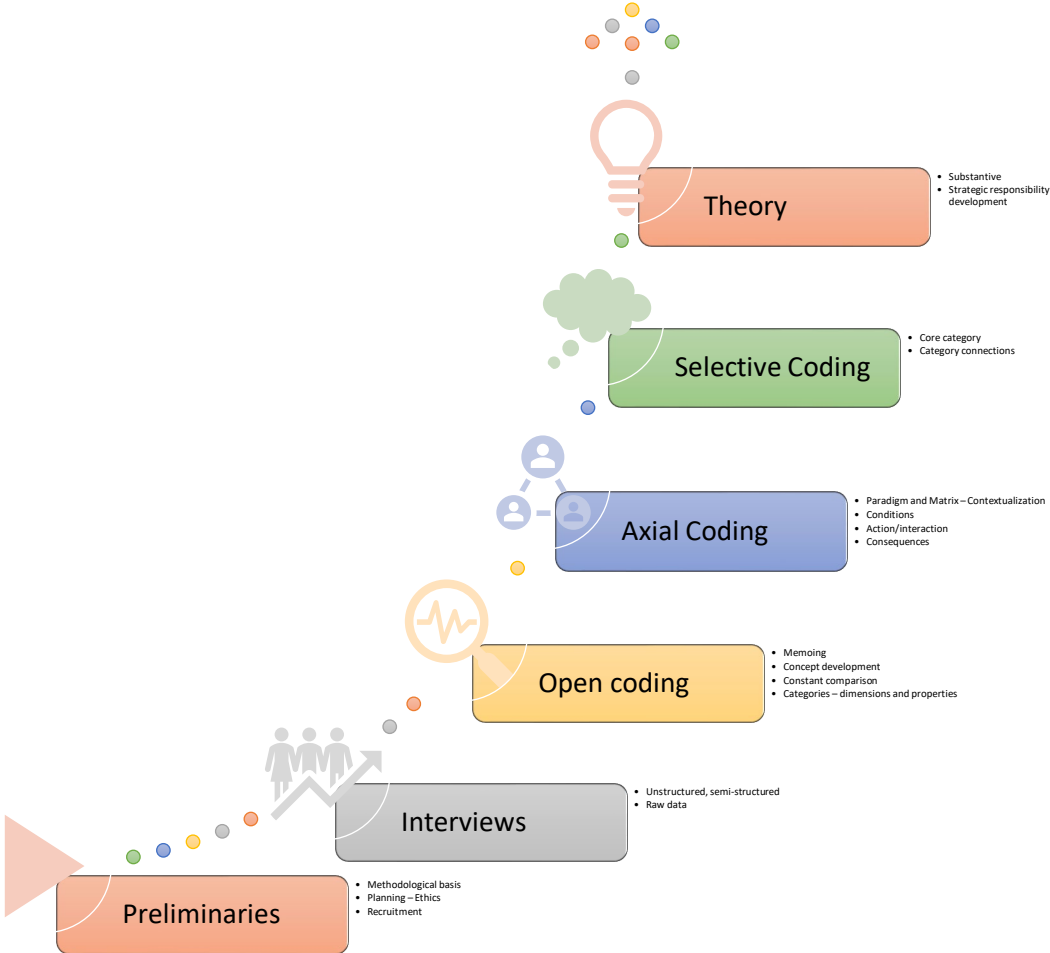 Theory
• Substantive
• Strategic responsibility
development
Selective Coding
• Core category
• Category connections
Axial Coding
• Paradigm and Matrix – Contextualization
• Conditions
• Action/interaction
• Consequences
Open coding
• Memoing
• Concept development
• Constant comparison
• Categories – dimensions and properties
Interviews
• Unstructured, semi-structured
• Raw data
Preliminaries
• Methodological basis
• Planning – Ethics
• Recruitment